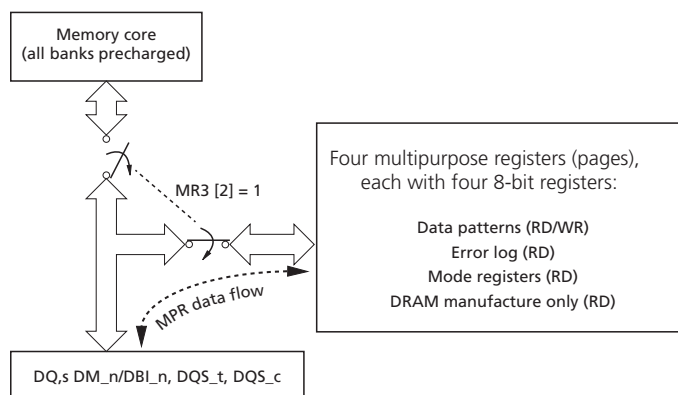 Memory core
(all banks precharged)
Four multipurpose registers (pages),
each with four 8-bit registers:
MR3 [2] = 1
Data patterns (RD/WR)
Error log (RD)
Mode registers (RD)
DRAM manufacture only (RD)
MPR data flow
DQ,s DM_n/DBI_n, DQS_t, DQS_c